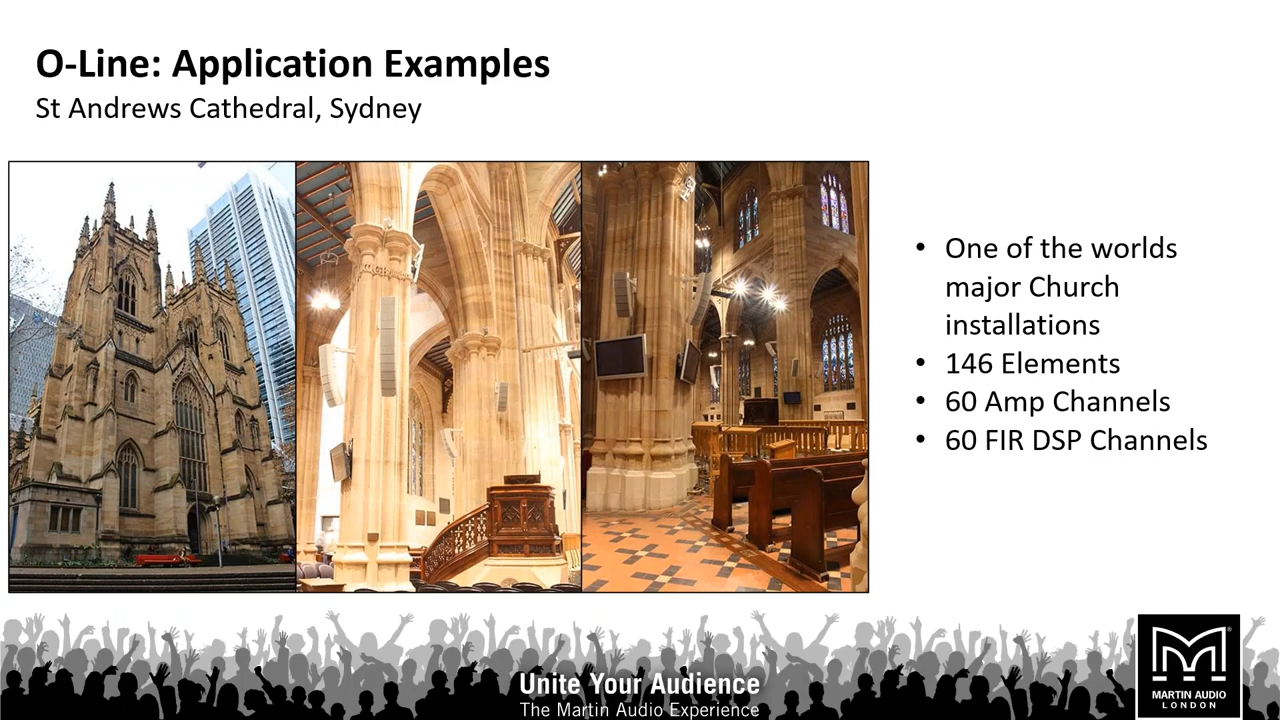 O-Line: Application Examples
St Andrews Cathedral, Sydney
• One of the worlds
major Church
installations
• 146 Elements
• 60 Amp Channels
• 60 FIR DSP Channels
Unite Your Audience
The Martin Audio Experience
®
MARTIN AUDIO
LONDON